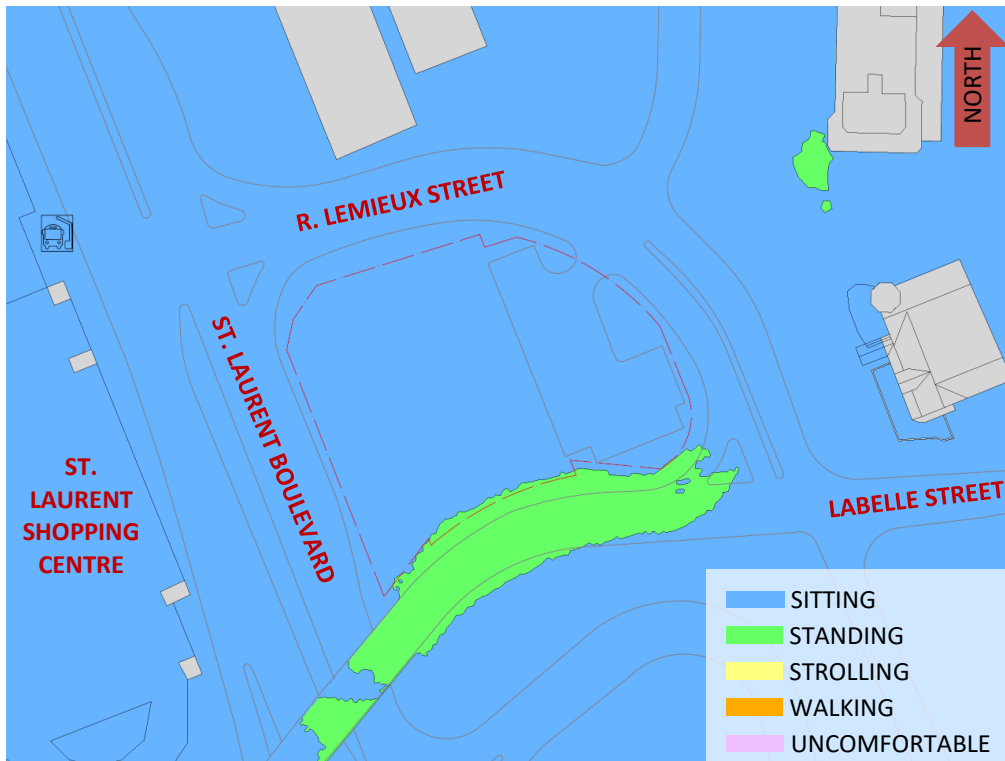 NORTH
R. LEMIEUX STREET
ST. LAURENT BOULEVARD
ST.
LAURENT
SHOPPING
CENTRE
LABELLE STREET
SITTING
STANDING
STROLLING
WALKING
UNCOMFORTABLE